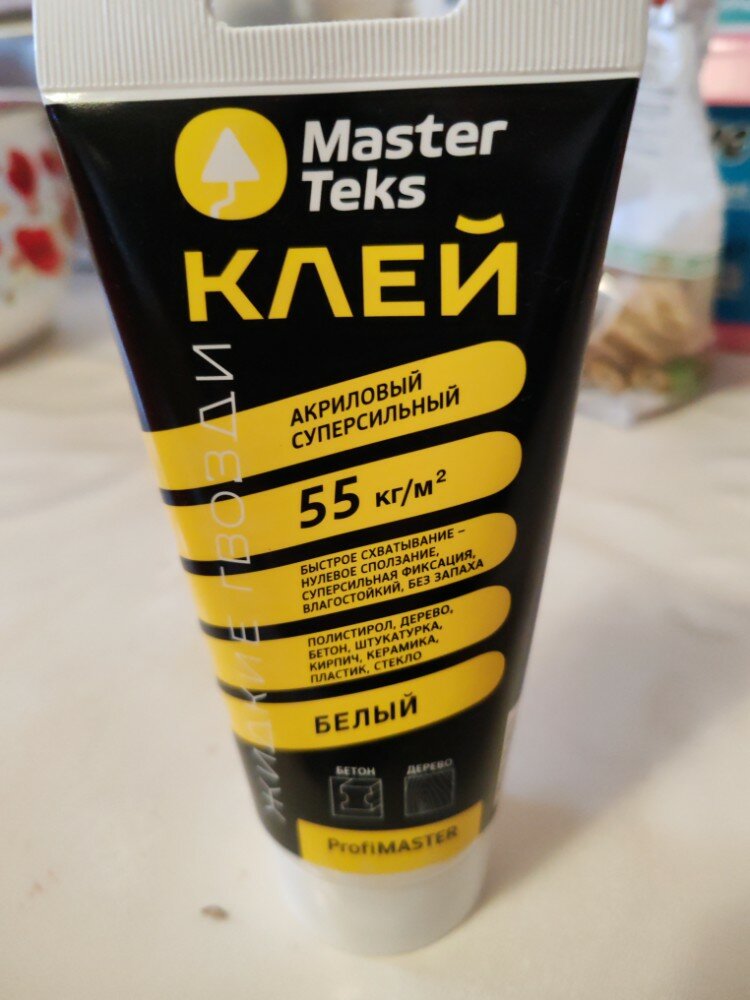 Master
Teks
КЛЕЙ
ЖИДКИЕ ГВОЗДИ
АКРИЛОВЫЙ
СУПЕРСИЛЬНЫЙ
55 кг/м²
БЫСТРОЕ СХВАТЫВАНИЕ –
НУЛЕВОЕ СПОЛЗАНИЕ,
СУПЕРСИЛЬНАЯ ФИКСАЦИЯ,
ВЛАГОСТОЙКИЙ, БЕЗ ЗАПАХА
ПОЛИСТИРОЛ, ДЕРЕВО,
БЕТОН, ШТУКАТУРКА,
КИРПИЧ, КЕРАМИКА,
ПЛАСТИК, СТЕКЛО
БЕЛЫЙ
БЕТОН ДЕРЕВО
ProfiMASTER